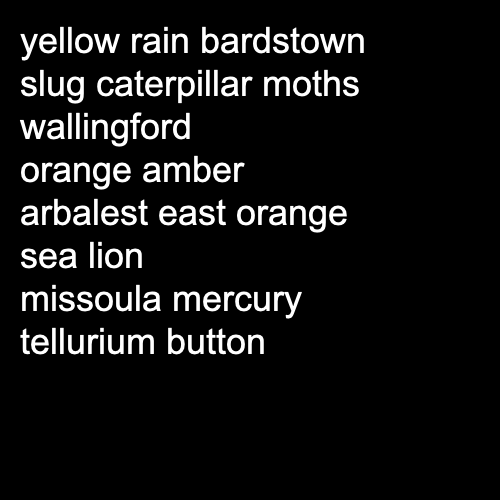 yellow rain bardstown
slug caterpillar moths
wallingford
orange amber
arbalest east orange
sea lion
missoula mercury
tellurium button